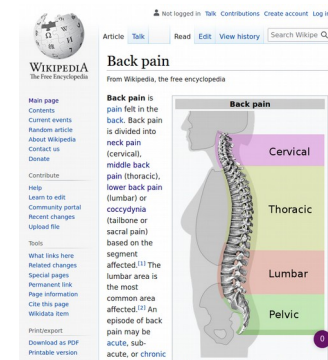 Not logged in Talk Contributions Create account Log i
WIKIPEDIA
The Free Encyclopedia
Main page
Contents
Current events
Random article
About Wikipedia
Contact us
Donate
Contribute
Help
Learn to edit
Community portal
Recent changes
Upload file
Tools
What links here
Related changes
Special pages
Permanent link
Page information
Cite this page
Wikidata item
Print/export
Download as PDF
Printable version
Article Talk Read Edit View history Search Wikipe
Back pain
From Wikipedia, the free encyclopedia
Back pain is
pain felt in the
back. Back pain
is divided into
neck pain
(cervical),
middle back
pain (thoracic),
lower back pain
(lumbar) or
coccydynia
(tailbone or
sacral pain)
based on the
segment
affected.[1] The
lumbar area is
the most
common area
affected.[2] An
episode of back
pain may be
acute, sub-
acute, or chronic
Back pain
Cervical
Thoracic
Lumbar
Pelvic
0